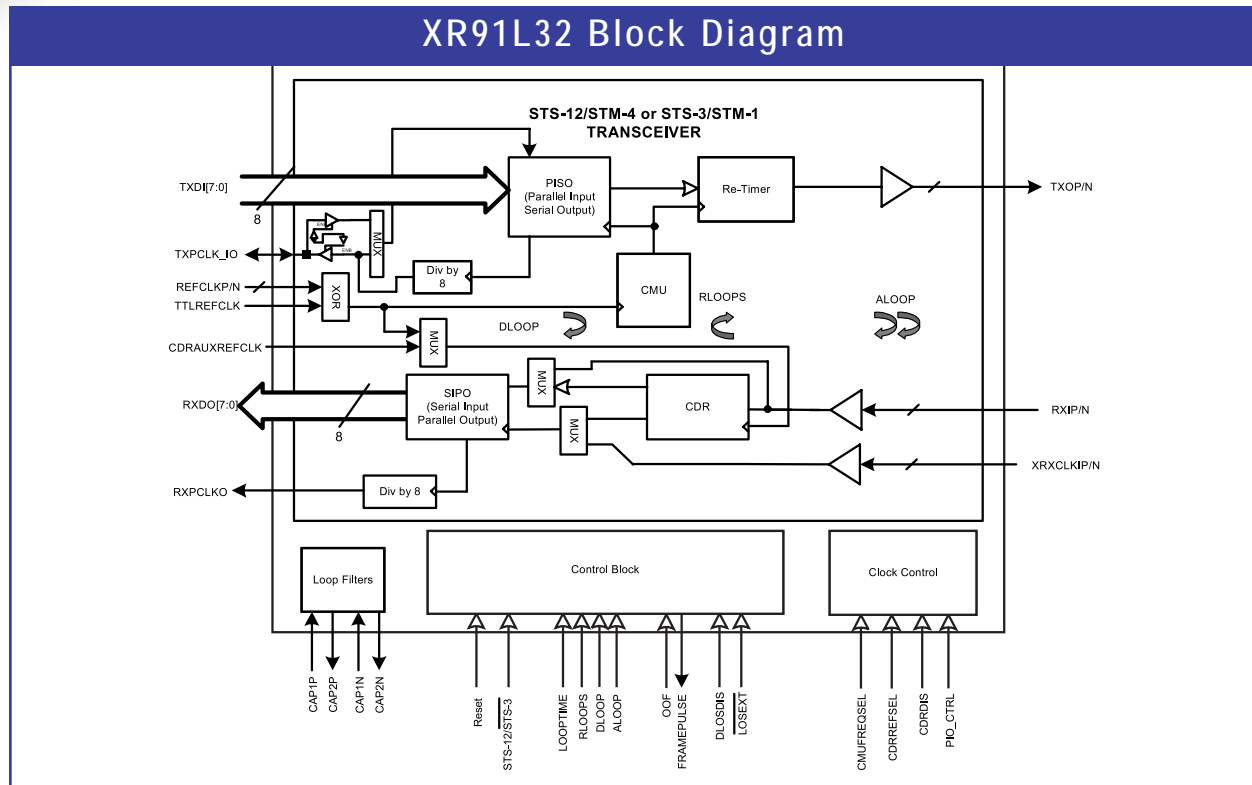 XR91L32 Block Diagram
STS-12/STM-4 or STS-3/STM-1
TRANSCEIVER
TXDI[7:0]
8
PISO
(Parallel Input
Serial Output)
Re-Timer
TXOP/N
MUX
ENB
ENB
TXPCLK_IO
Div by
8
CMU
REFCLKP/N
TTLREFCLK
XOR
DLOOP
RLOOPS
ALOOP
CDRAUXREFCLK
MUX
RXDO[7:0]
8
SIPO
(Serial Input
Parallel Output)
MUX
MUX
CDR
RXIP/N
XRXCLKIP/N
RXPCLKO
Div by 8
Loop Filters
Control Block
Clock Control
CAP1P
CAP2P
CAP1N
CAP2N
Reset
STS-12/STS-3
LOOPTIME
RLOOPS
DLOOP
ALOOP
OOF
FRAMEPULSE
DLOSDIS
LOSEXT
CMUFREQSEL
CDRREFSEL
CDRDIS
PIO_CTRL